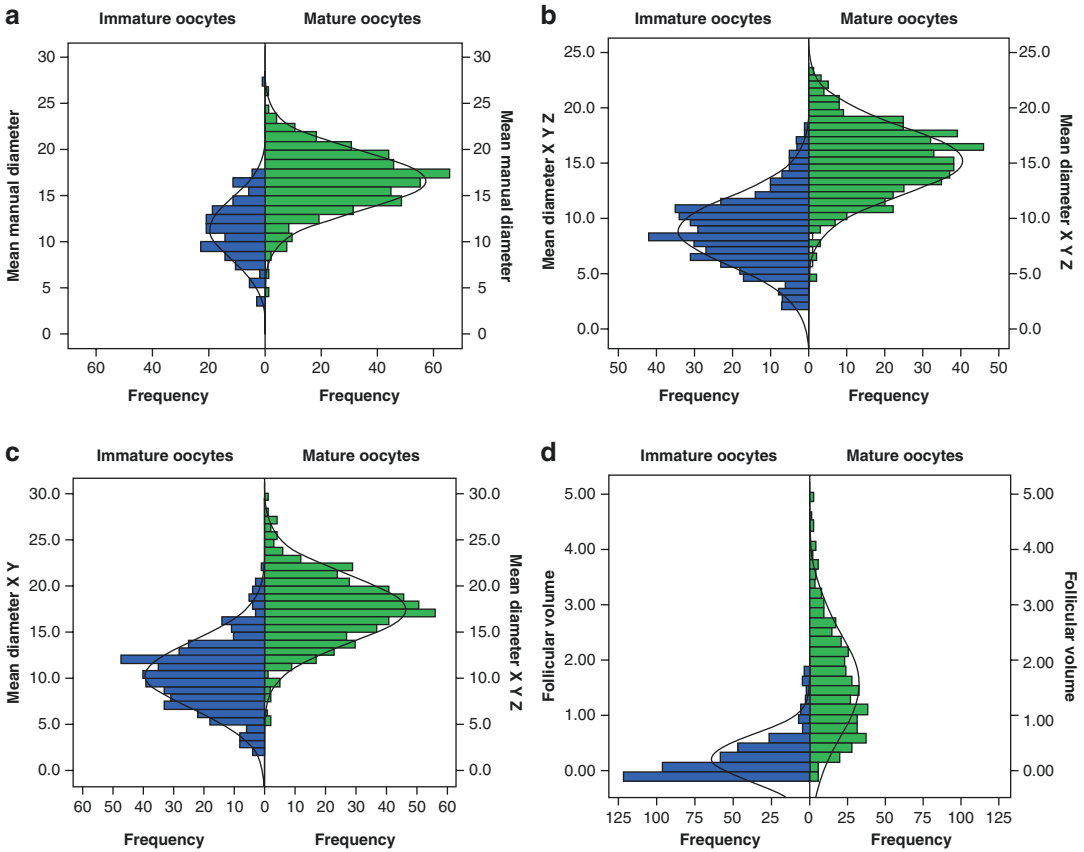 a
Immature oocytes Mature oocytes
30 30
25 25
20 20
15 15
10 10
5 5
0 0
Mean manual diameter
Mean manual diameter
60 40 20 0 20 40 60
Frequency Frequency
b
Immature oocytes Mature oocytes
25.0 25.0
20.0 20.0
15.0 15.0
10.0 10.0
5.0 5.0
0.0 0.0
Mean diameter X Y Z
Mean diameter X Y Z
50 40 30 20 10 0 10 20 30 40 50
Frequency Frequency
c
Immature oocytes Mature oocytes
30.0 30.0
25.0 25.0
20.0 20.0
15.0 15.0
10.0 10.0
5.0 5.0
0.0 0.0
Mean diameter X Y
Mean diameter X Y Z
60 50 40 30 20 10 0 10 20 30 40 50 60
Frequency Frequency
d
Immature oocytes Mature oocytes
5.00 5.00
4.00 4.00
3.00 3.00
2.00 2.00
1.00 1.00
0.00 0.00
Follicular volume
Follicular volume
125 100 75 50 25 0 25 50 75 100 125
Frequency Frequency